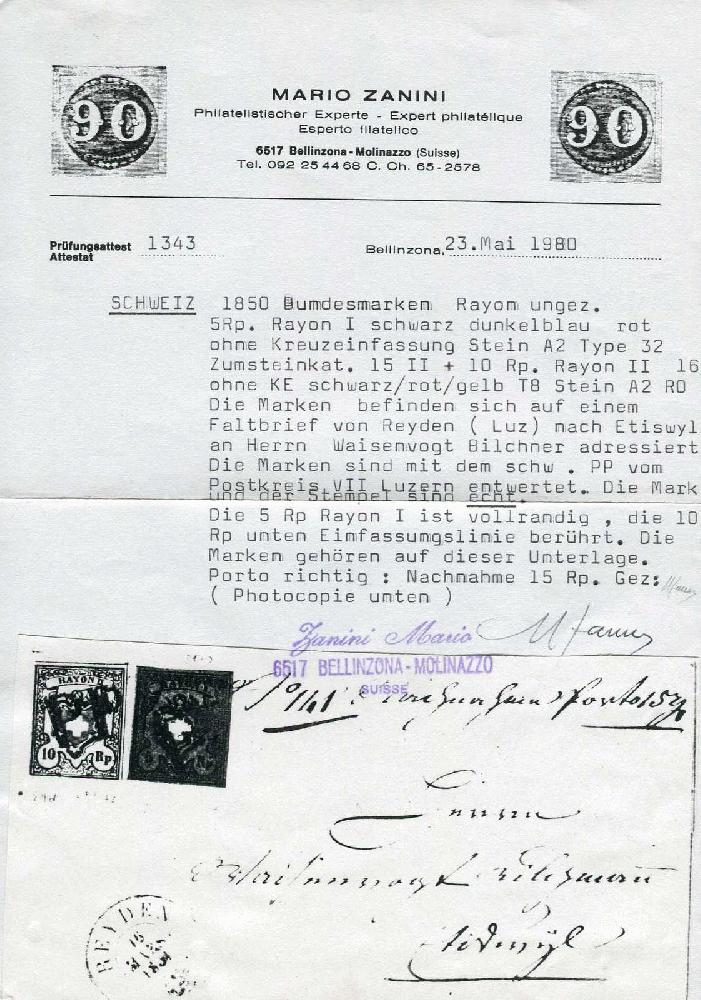 90
90
MARIO ZANINI
Philatelistischer Experte - Expert philatélique
Esperto filatelico
6517 Bellinzona-Molinazzo (Suisse)
Tel. 092 25 44 66 C. Ch. 65-2578
Prüfungsattest 1343
Attestat
Bellinzona, 23.Mai 1980
SCHWEIZ 1850 Bumdesmarken Rayon ungez.
5Rp. Rayon I schwarz dunkelblau rot
ohne Kreuzeinfassung Stein A2 Type 32
Zumsteinkat. 15 II + 10 Rp. Rayon II 16
ohne KE schwarz/rot/gelb T8 Stein A2 RO
Die Marken befinden sich auf einem
Faltbrief von Reyden ( Luz) nach Etiswyl
an Herrn Waisenvogt Bilchner adressiert
Die Marken sind mit dem schw . PP vom
Postkreis VII Luzern entwertet. Die Mark
und der Stempel sind echt.
Die 5 Rp Rayon I ist vollrandig , die 10
Rp unten Einfassungslinie berührt. Die
Marken gehören auf dieser Unterlage.
Porto richtig : Nachnahme 15 Rp. Gez:
( Photocopie unten )
Zanini Mario
6517 BELLINZONA-MOLINAZZO
SUISSE
RAYON
10 Rp
REYDEN